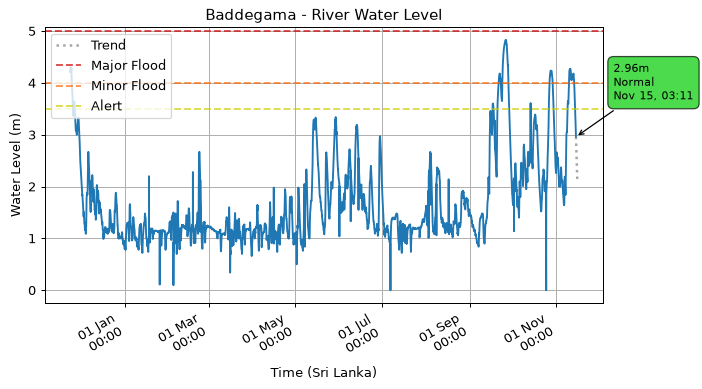 Baddegama - River Water Level
Trend
Major Flood
Minor Flood
Alert
2.96m
Normal
Nov 15, 03:11
Water Level (m)
5
4
3
2
1
0
01 Jan
00:00
01 Mar
00:00
01 May
00:00
01 Jul
00:00
01 Sep
00:00
01 Nov
00:00
Time (Sri Lanka)